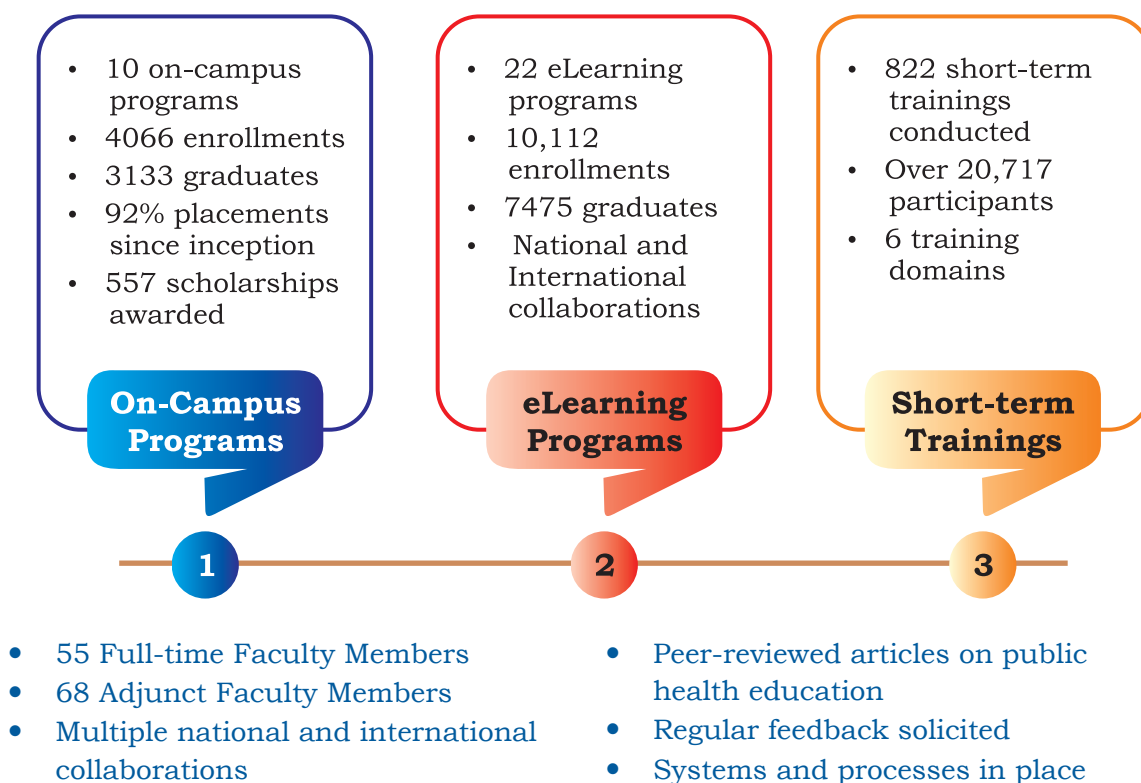 • 10 on-campus
programs
• 4066 enrollments
• 3133 graduates
• 92% placements
since inception
• 557 scholarships
awarded
On-Campus
Programs
1
• 22 eLearning
programs
• 10,112
enrollments
• 7475 graduates
• National and
International
collaborations
eLearning
Programs
2
• 822 short-term
trainings
conducted
• Over 20,717
participants
• 6 training
domains
Short-term
Trainings
3
• 55 Full-time Faculty Members
• 68 Adjunct Faculty Members
• Multiple national and international
collaborations
• Peer-reviewed articles on public
health education
• Regular feedback solicited
• Systems and processes in place